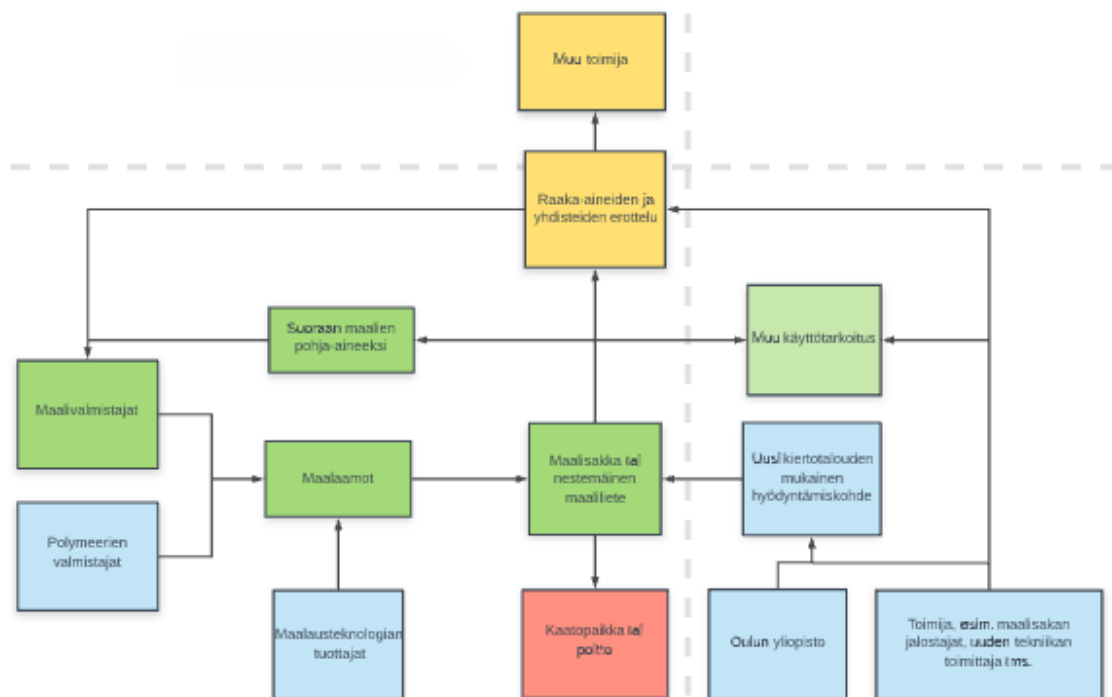 Muu toimija
Raaka-aineiden ja
yhdisteiden erottelu
Suoraan maalien
pohja-aineeksi
Muu käyttötarkoitus
Maalivalmistajat
Maalaamot
Maalisakka tai
nestemäinen
maaliliete
Uusi kiertotalouden
mukainen
hyödyntämiskohde
Polymeerien
valmistajat
Maalausteknologian
tuottajat
Kaatopaikka tai
poltto
Oulun yliopisto
Toimija, esim. maalisakan
jalostajat, uuden tekniikan
toimittaja tms.